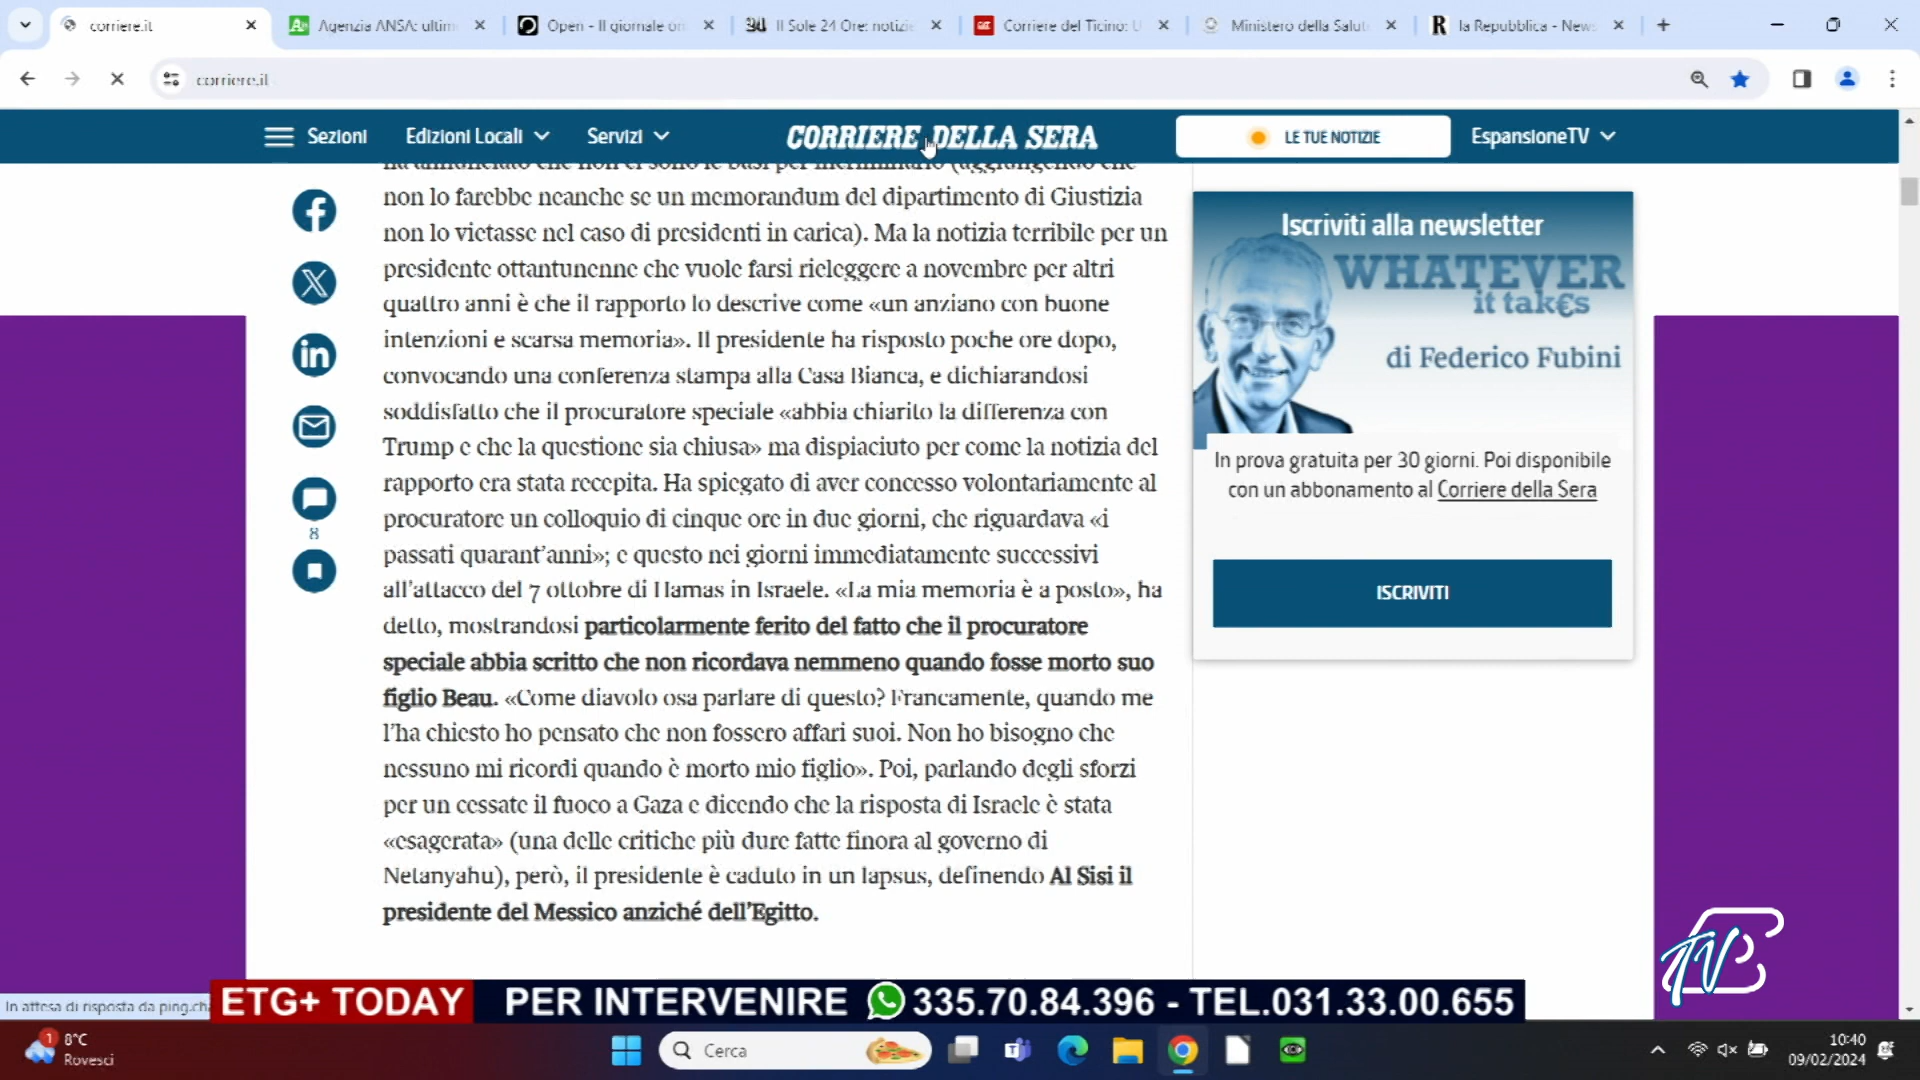 corriere.it
Agenzia ANSA: ultim
Open - Il giornale on
Il Sole 24 Ore: notizie
Corriere del Ticino: U
Ministero della Salut
la Repubblica - News
corriere.it
Sezioni
Edizioni Locali
Servizi
CORRIERE DELLA SERA
LE TUE NOTIZIE
EspansioneTV
ha annunciato che non ci sono le basi per incriminarlo (aggiungendo che
non lo farebbe neanche se un memorandum del dipartimento di Giustizia
non lo vietasse nel caso di presidenti in carica). Ma la notizia terribile per un
presidente ottantunenne che vuole farsi rieleggere a novembre per altri
quattro anni è che il rapporto lo descrive come «un anziano con buone
intenzioni e scarsa memoria». Il presidente ha risposto poche ore dopo,
convocando una conferenza stampa alla Casa Bianca, e dichiarandosi
soddisfatto che il procuratore speciale «abbia chiarito la differenza con
Trump e che la questione sia chiusa» ma dispiaciuto per come la notizia del
rapporto era stata recepita. Ha spiegato di aver concesso volontariamente al
procuratore un colloquio di cinque ore in due giorni, che riguardava «i
passati quarant'anni»; e questo nei giorni immediatamente successivi
all'attacco del 7 ottobre di Hamas in Israele. «La mia memoria è a posto», ha
detto, mostrandosi particolarmente ferito del fatto che il procuratore
speciale abbia scritto che non ricordava nemmeno quando fosse morto suo
figlio Beau. «Come diavolo osa parlare di questo? Francamente, quando me
l'ha chiesto ho pensato che non fossero affari suoi. Non ho bisogno che
nessuno mi ricordi quando è morto mio figlio». Poi, parlando degli sforzi
per un cessate il fuoco a Gaza e dicendo che la risposta di Israele è stata
«esagerata» (una delle critiche più dure fatte finora al governo di
Netanyahu), però, il presidente è caduto in un lapsus, definendo Al Sisi il
presidente del Messico anziché dell'Egitto.
8
Iscriviti alla newsletter
WHATEVER
it tak€s
di Federico Fubini
In prova gratuita per 30 giorni. Poi disponibile
con un abbonamento al Corriere della Sera
ISCRIVITI
In attesa di risposta da ping.ch
ETG+ TODAY
PER INTERVENIRE 335.70.84.396 - TEL.031.33.00.655
1
8°C
Rovesci
Cerca
10:40
09/02/2024